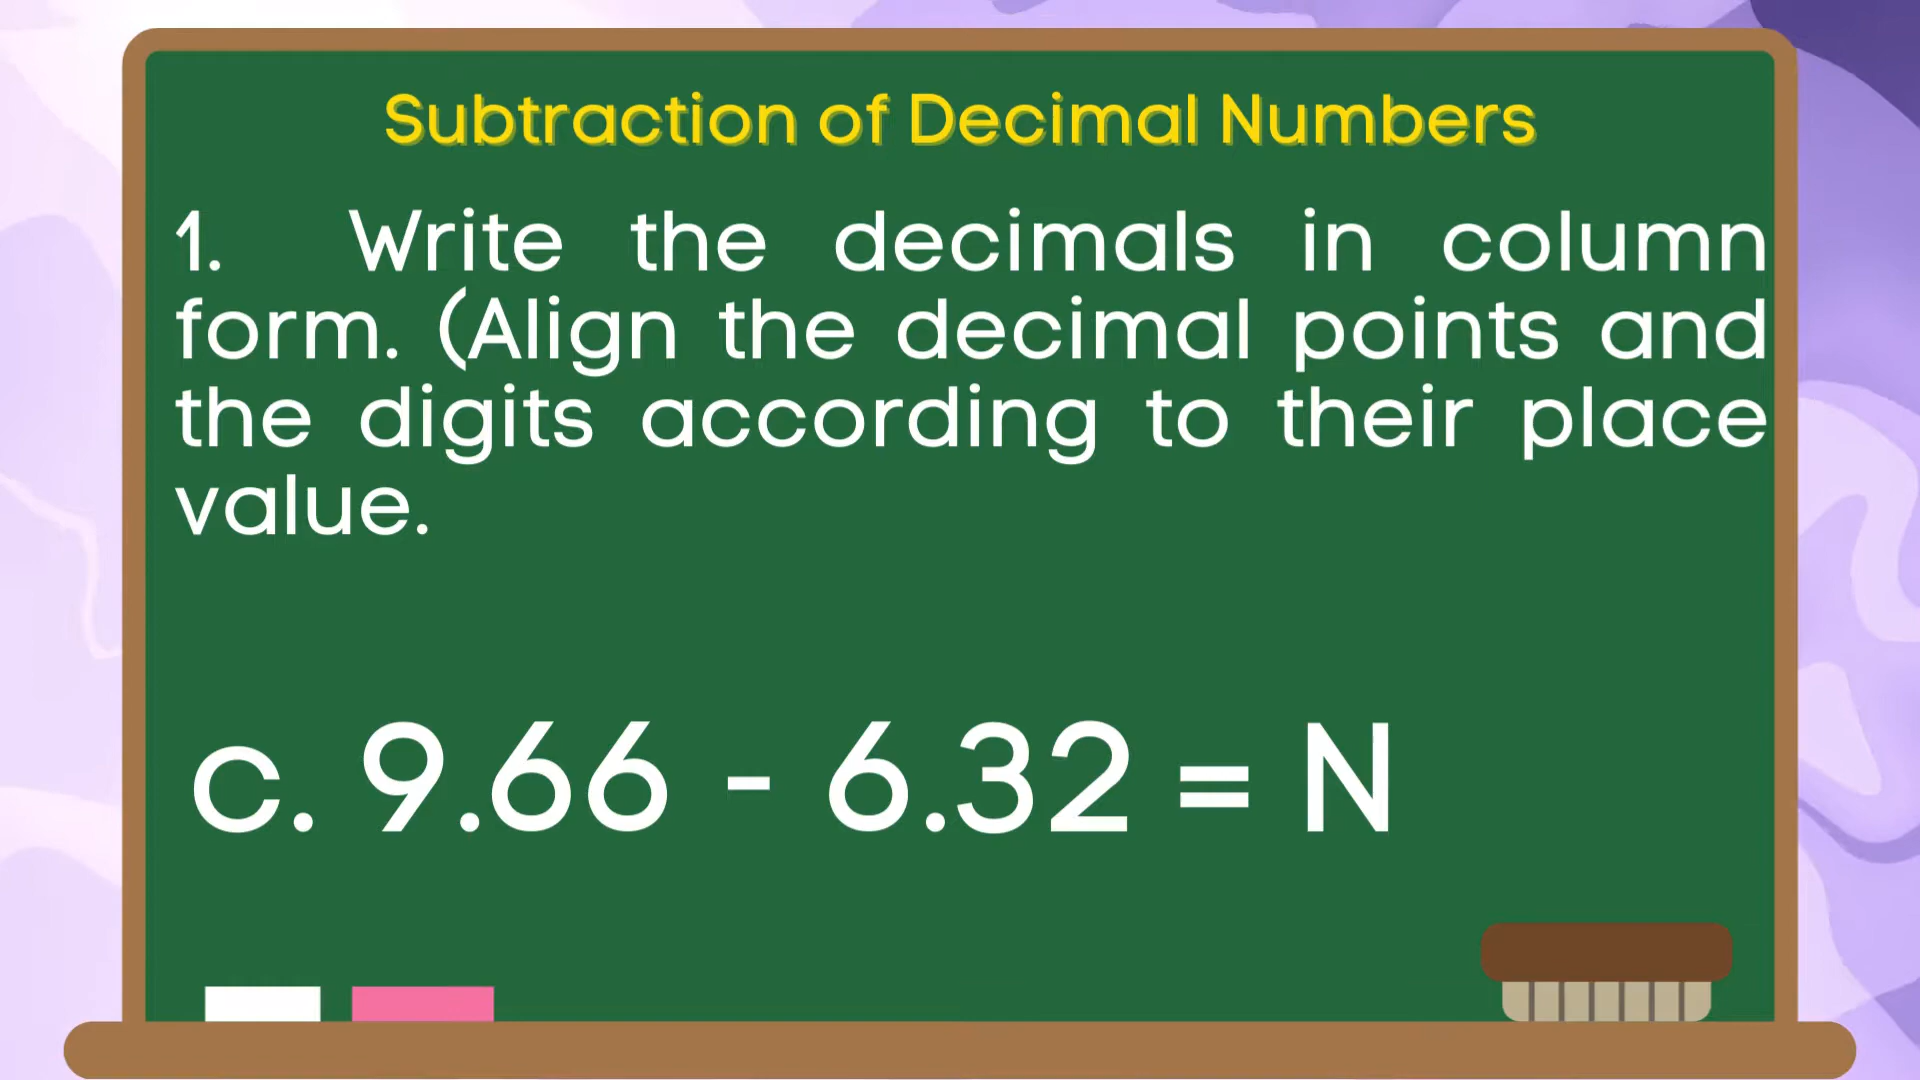 Subtraction of Decimal Numbers
1. Write the decimals in column
form. (Align the decimal points and
the digits according to their place
value.
c. 9.66 - 6.32 = N